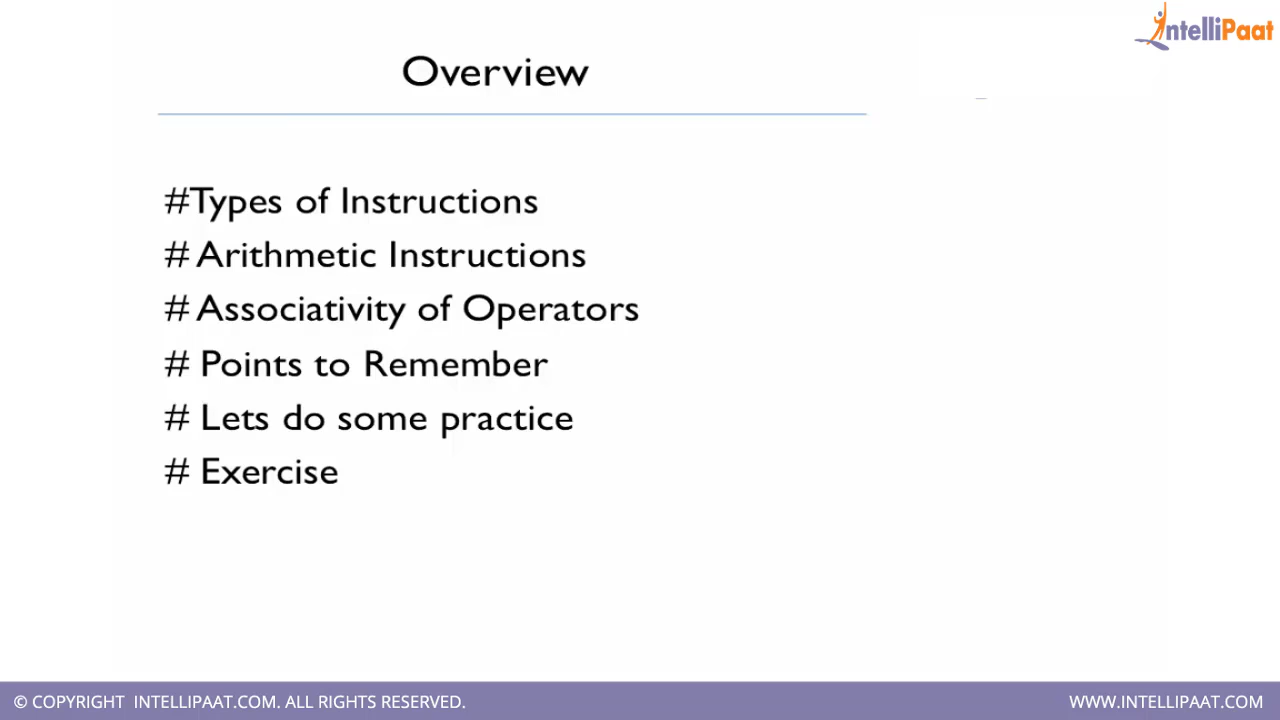 IntelliPaat
Overview
#Types of Instructions
# Arithmetic Instructions
# Associativity of Operators
# Points to Remember
# Lets do some practice
# Exercise
© COPYRIGHT INTELLIPAAT.COM. ALL RIGHTS RESERVED.
WWW.INTELLIPAAT.COM